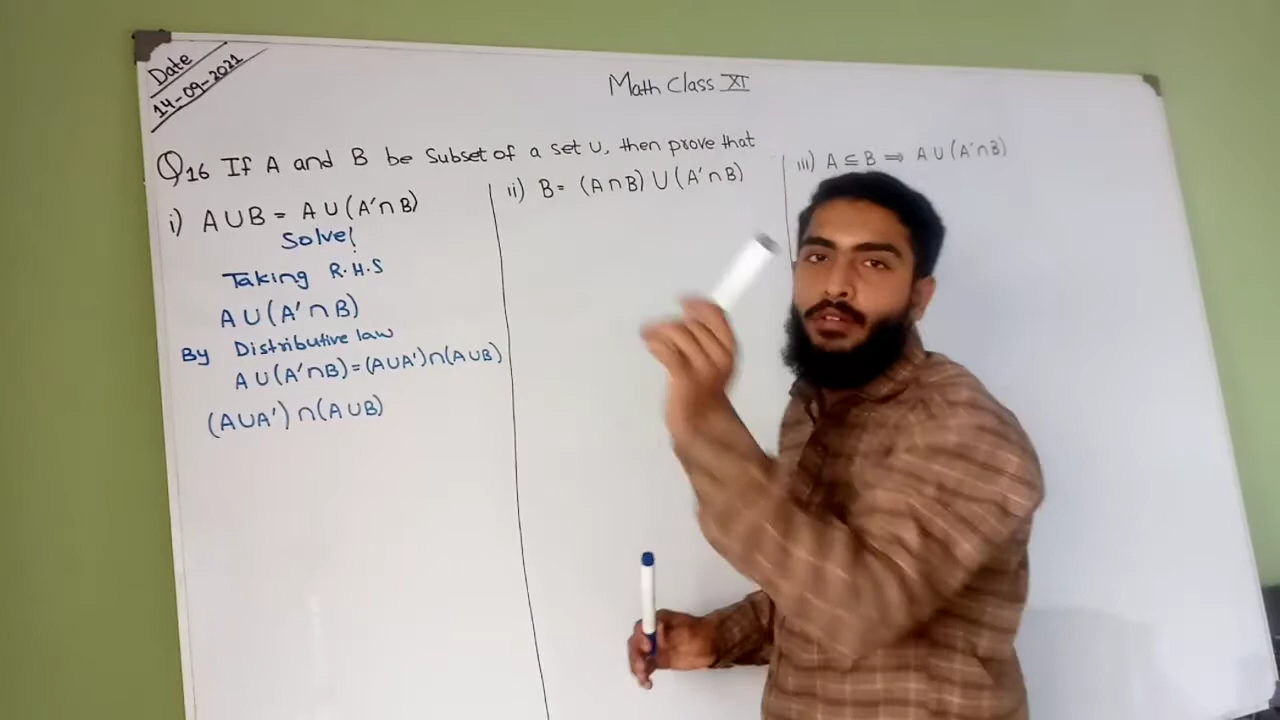 Date
14-09-2021
Math Class XI
Q16 If A and B be Subset of a set U, then prove that
i) A∪B = A∪(A′∩B)
Solve!
Taking R.H.S
A∪(A′∩B)
By Distributive law
A∪(A′∩B)=(A∪A′)∩(A∪B)
(A∪A′)∩(A∪B)
ii) B= (A∩B)∪(A′∩B)
iii) A⊆B ⇒ A∪(A′∩B)